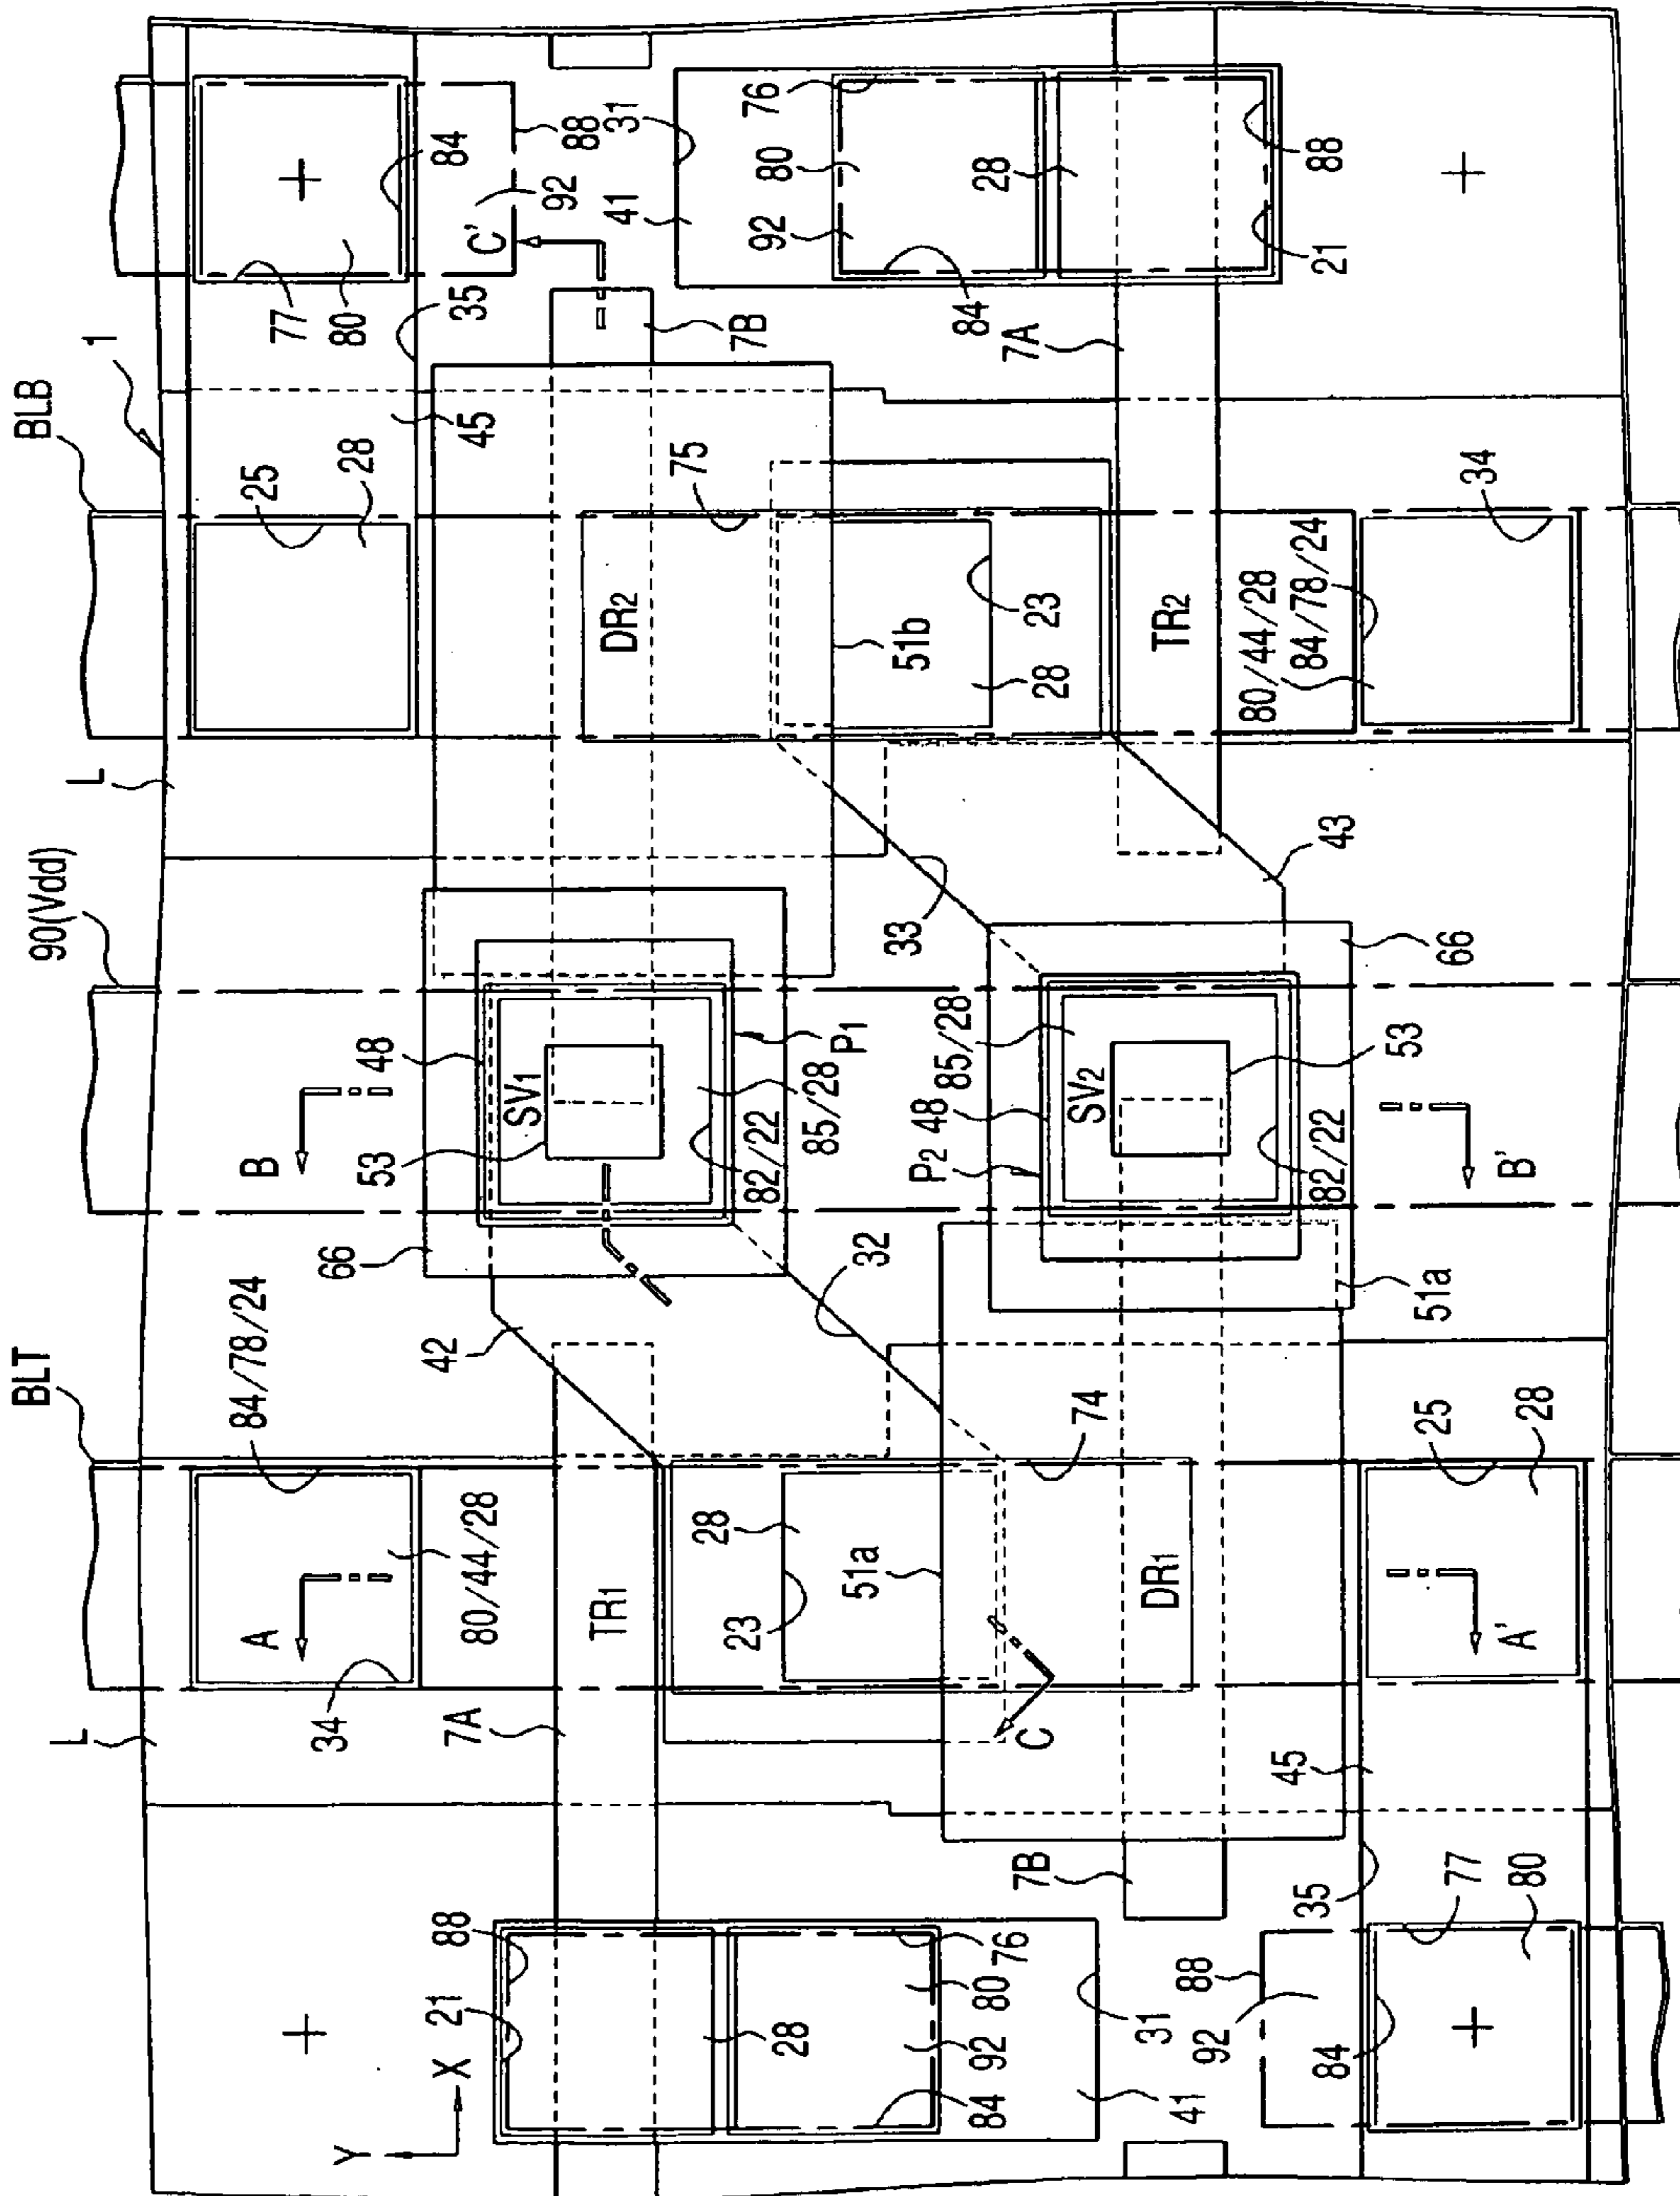 BLT
BLB
90(Vdd)
L
L
1
84/78/24
A
B
25
77
34
66
28
80
Y
53
48
42
21
84
X
88
7A
80/44/28
45
35
C'
SV1
92
88
TR1
DR2
31
41
7B
28
23
28
75
76
82/22
85/28
P1
92
80
32
51a
33
51b
P2
48
84
80
92
76
C
74
85/28
28
28
23
7A
7B
SV2
84
41
31
DR1
TR2
92
88
45
80/44/28
84/78/24
35
84
25
51a
82/22
53
66
43
88
21
77
80
A'
28
B'
34